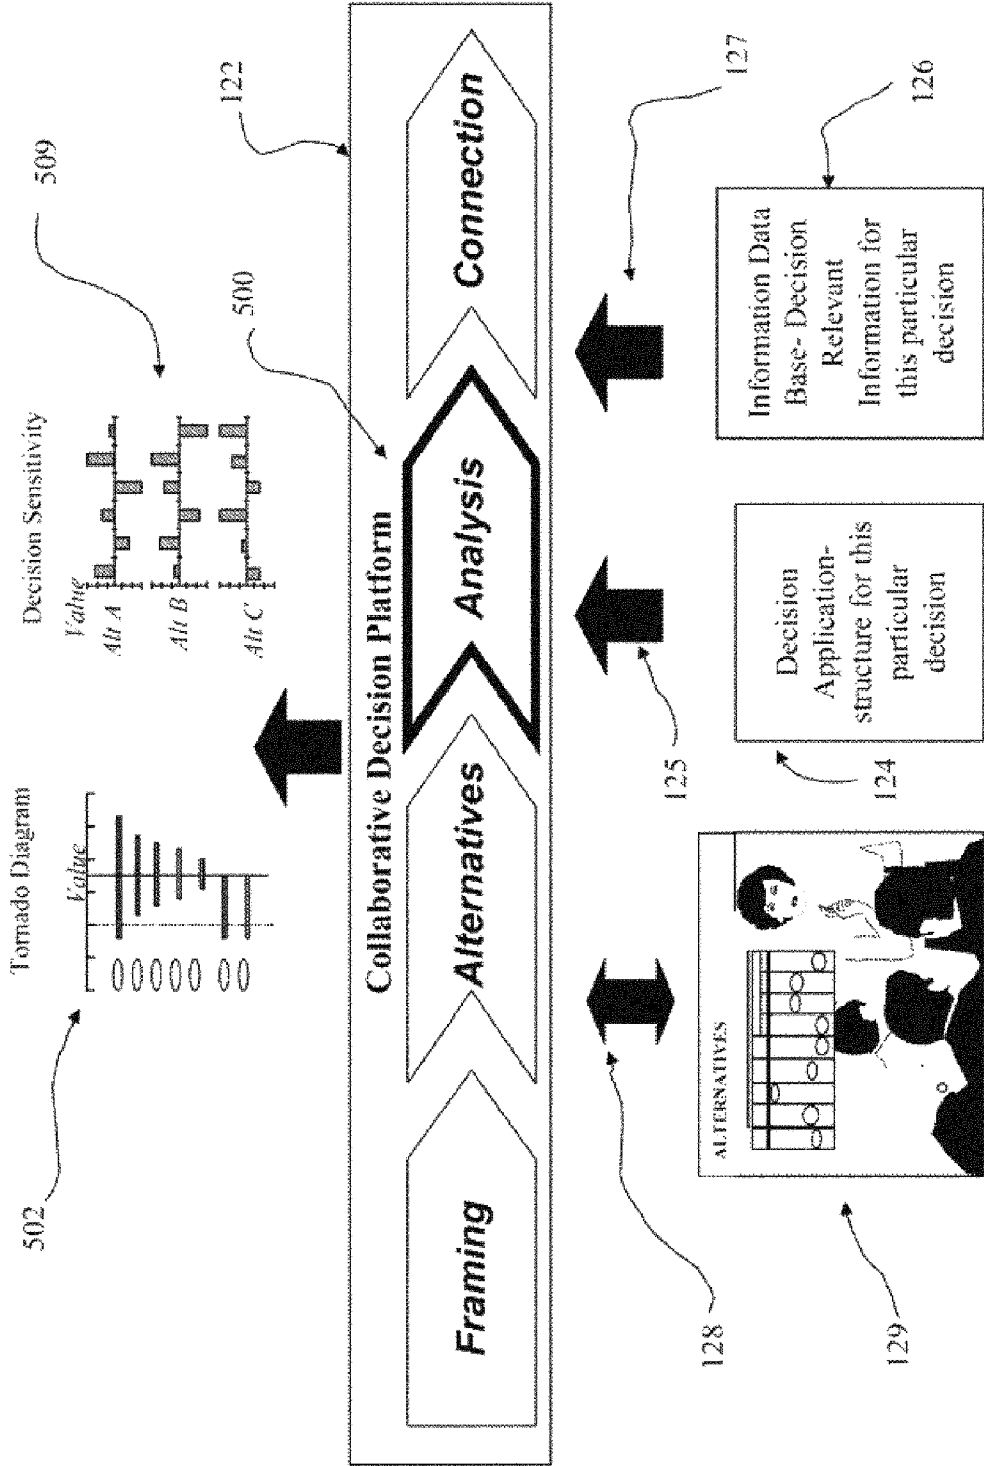 502
Tornado Diagram
Value
Decision Sensitivity
Value
Alt A
Alt B
Alt C
509
500
122
Collaborative Decision Platform
Framing
Alternatives
Analysis
Connection
128
125
127
129
ALTERNATIVES
124
Decision
Application-
structure for this
particular
decision
Information Data
Base- Decision
Relevant
Information for
this particular
decision
126